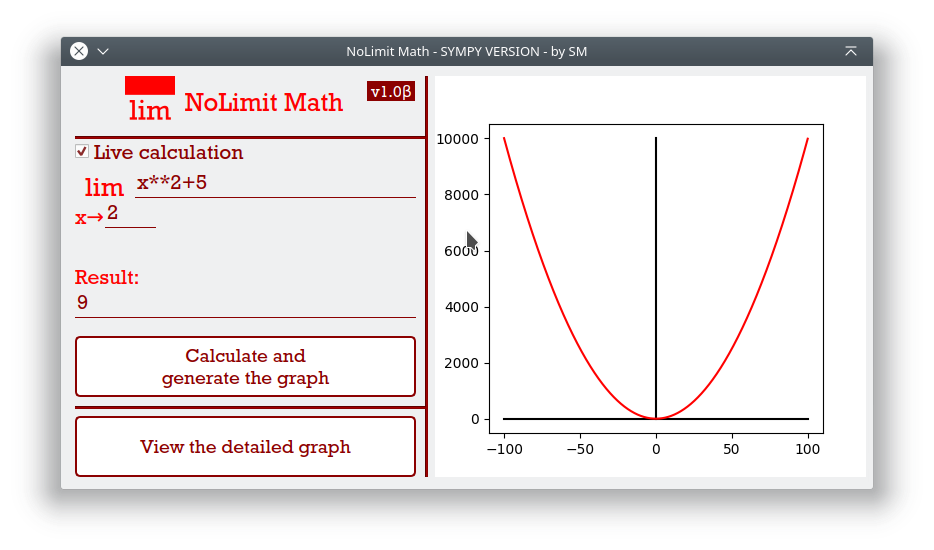 NoLimit Math - SYMPY VERSION - by SM
lim NoLimit Math v1.0β
Live calculation
lim x**2+5
x→ 2
Result:
9
Calculate and
generate the graph
View the detailed graph
10000
8000
6000
4000
2000
0
−100 −50 0 50 100